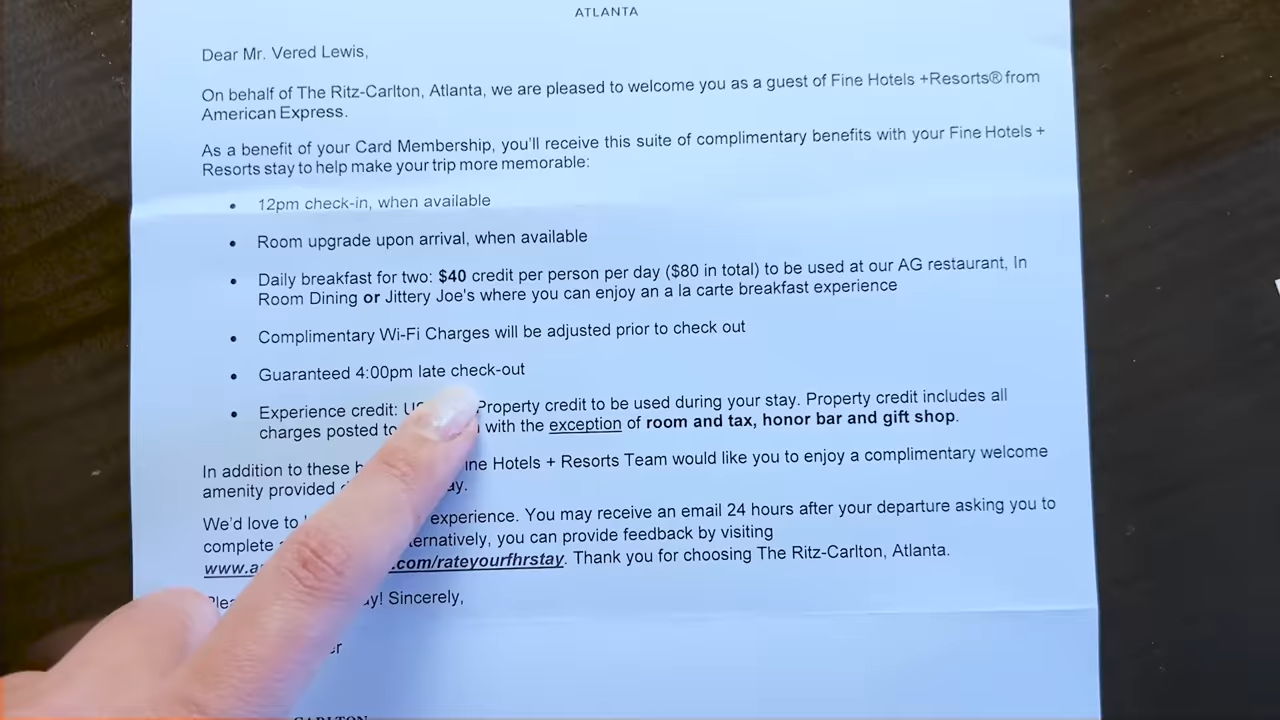 ATLANTA
Dear Mr. Vered Lewis,
On behalf of The Ritz-Carlton, Atlanta, we are pleased to welcome you as a guest of Fine Hotels +Resorts® from
American Express.
As a benefit of your Card Membership, you'll receive this suite of complimentary benefits with your Fine Hotels +
Resorts stay to help make your trip more memorable:
• 12pm check-in, when available
• Room upgrade upon arrival, when available
• Daily breakfast for two: $40 credit per person per day ($80 in total) to be used at our AG restaurant, In
Room Dining or Jittery Joe's where you can enjoy an a la carte breakfast experience
• Complimentary Wi-Fi Charges will be adjusted prior to check out
• Guaranteed 4:00pm late check-out
• Experience credit: Property credit to be used during your stay. Property credit includes all
charges posted to with the exception of room and tax, honor bar and gift shop.
In addition to these Hotels + Resorts Team would like you to enjoy a complimentary welcome
amenity provided
We'd love to experience. You may receive an email 24 hours after your departure asking you to
complete you can provide feedback by visiting
.com/rateyourfhrstay. Thank you for choosing The Ritz-Carlton, Atlanta.
Sincerely,
CARLTON